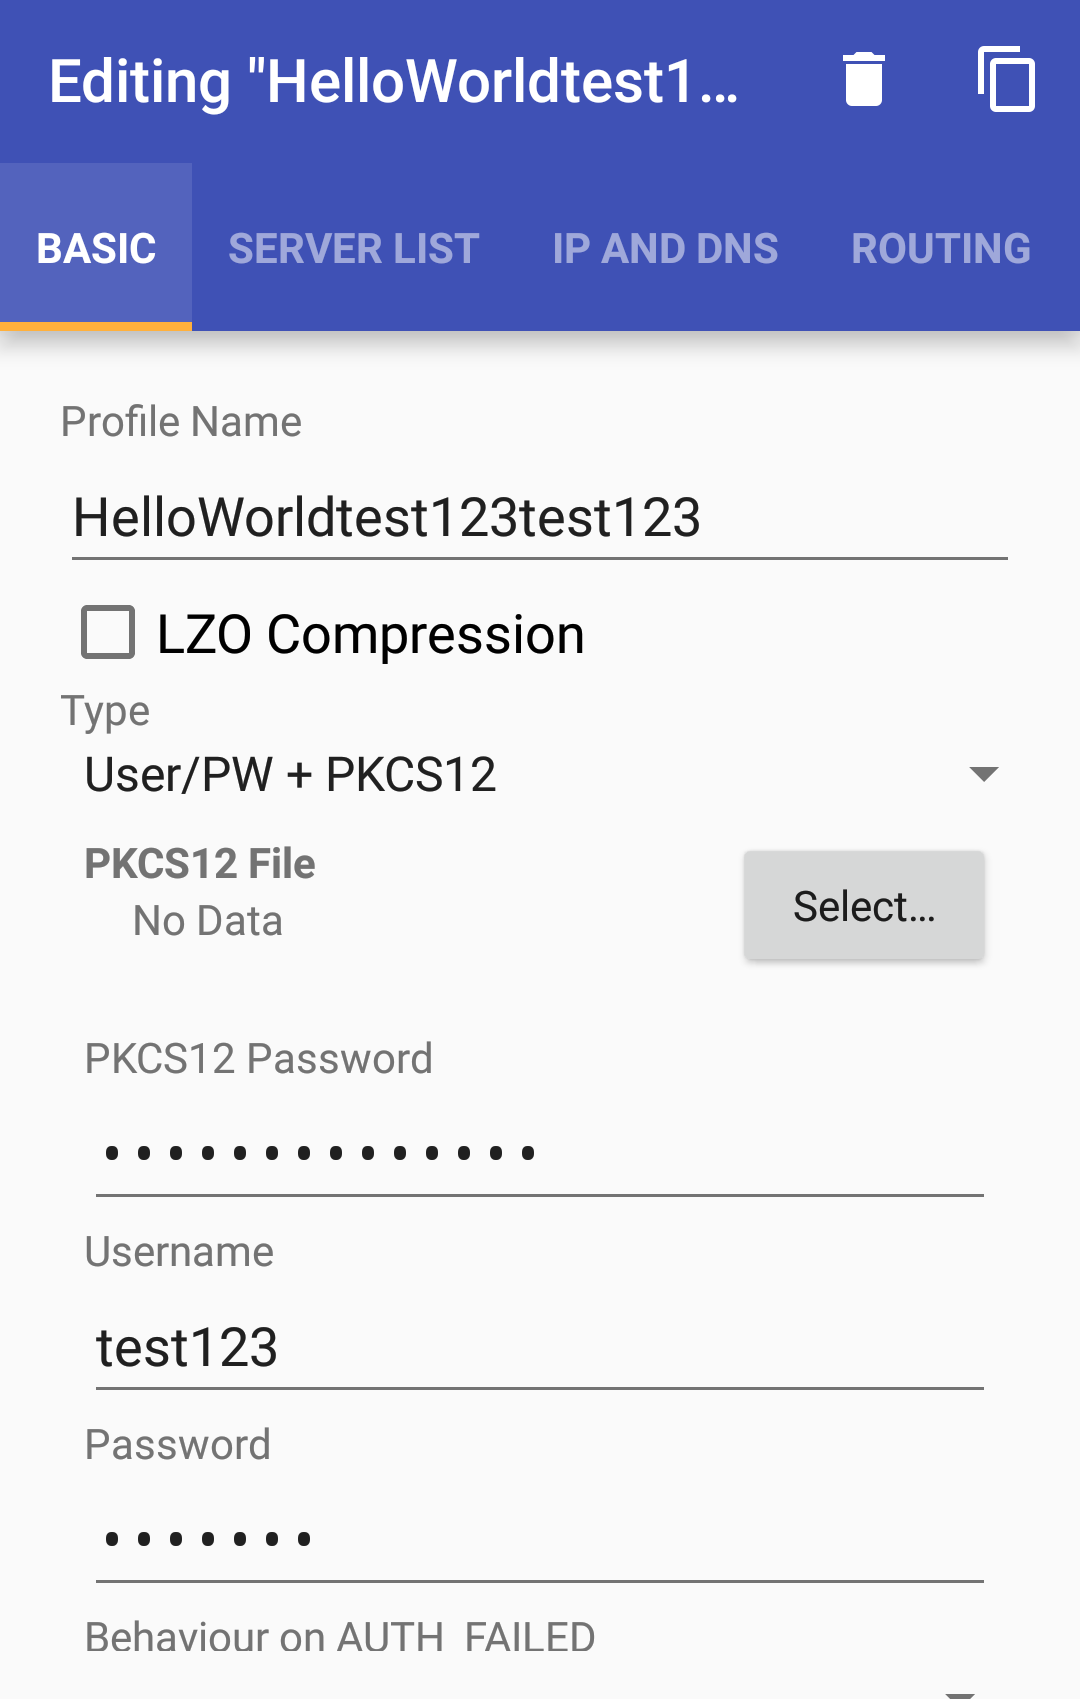 Editing "HelloWorldtest1...
BASIC SERVER LIST IP AND DNS ROUTING
Profile Name
HelloWorldtest123test123
LZO Compression
Type
User/PW + PKCS12
PKCS12 File
No Data
Select...
PKCS12 Password
••••••••••••••
Username
test123
Password
•••••••
Behaviour on AUTH_FAILED